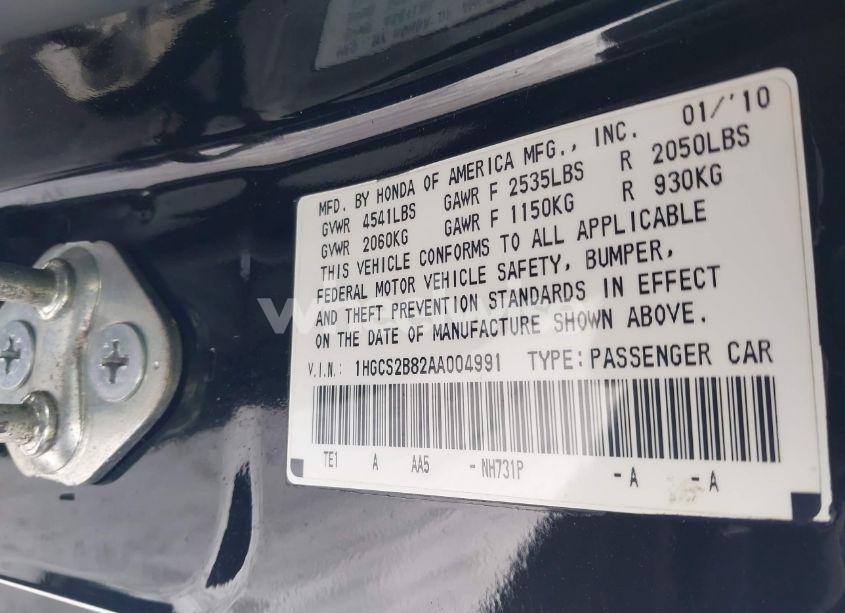 MFD. BY HONDA OF AMERICA MFG., INC. 01/'10
GVWR 4541LBS GAWR F 2535LBS R 2050LBS
GVWR 2060KG GAWR F 1150KG R 930KG
THIS VEHICLE CONFORMS TO ALL APPLICABLE
FEDERAL MOTOR VEHICLE SAFETY, BUMPER,
AND THEFT PREVENTION STANDARDS IN EFFECT
ON THE DATE OF MANUFACTURE SHOWN ABOVE.
V.I.N.: 1HGCS2B82AA004991 TYPE: PASSENGER CAR
TE1 A AA5 -NH731P -A -A